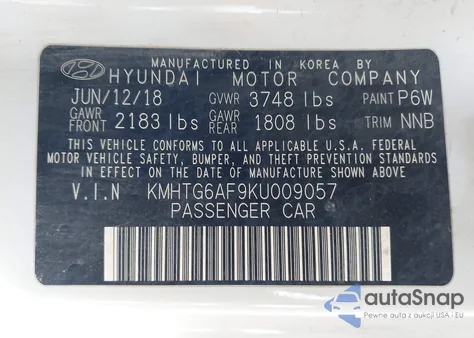 MANUFACTURED IN KOREA BY
HYUNDAI MOTOR COMPANY
JUN/12/18 GVWR 3748 lbs PAINT P6W
GAWR FRONT 2183 lbs GAWR REAR 1808 lbs TRIM NNB
THIS VEHICLE CONFORMS TO ALL APPLICABLE U.S.A. FEDERAL
MOTOR VEHICLE SAFETY, BUMPER, AND THEFT PREVENTION
STANDARDS IN EFFECT ON THE DATE OF MANUFACTURE SHOWN ABOVE
V.I.N KMHTG6AF9KU009057
PASSENGER CAR
autoSnap
Pewne auta z aukcji USA i EU